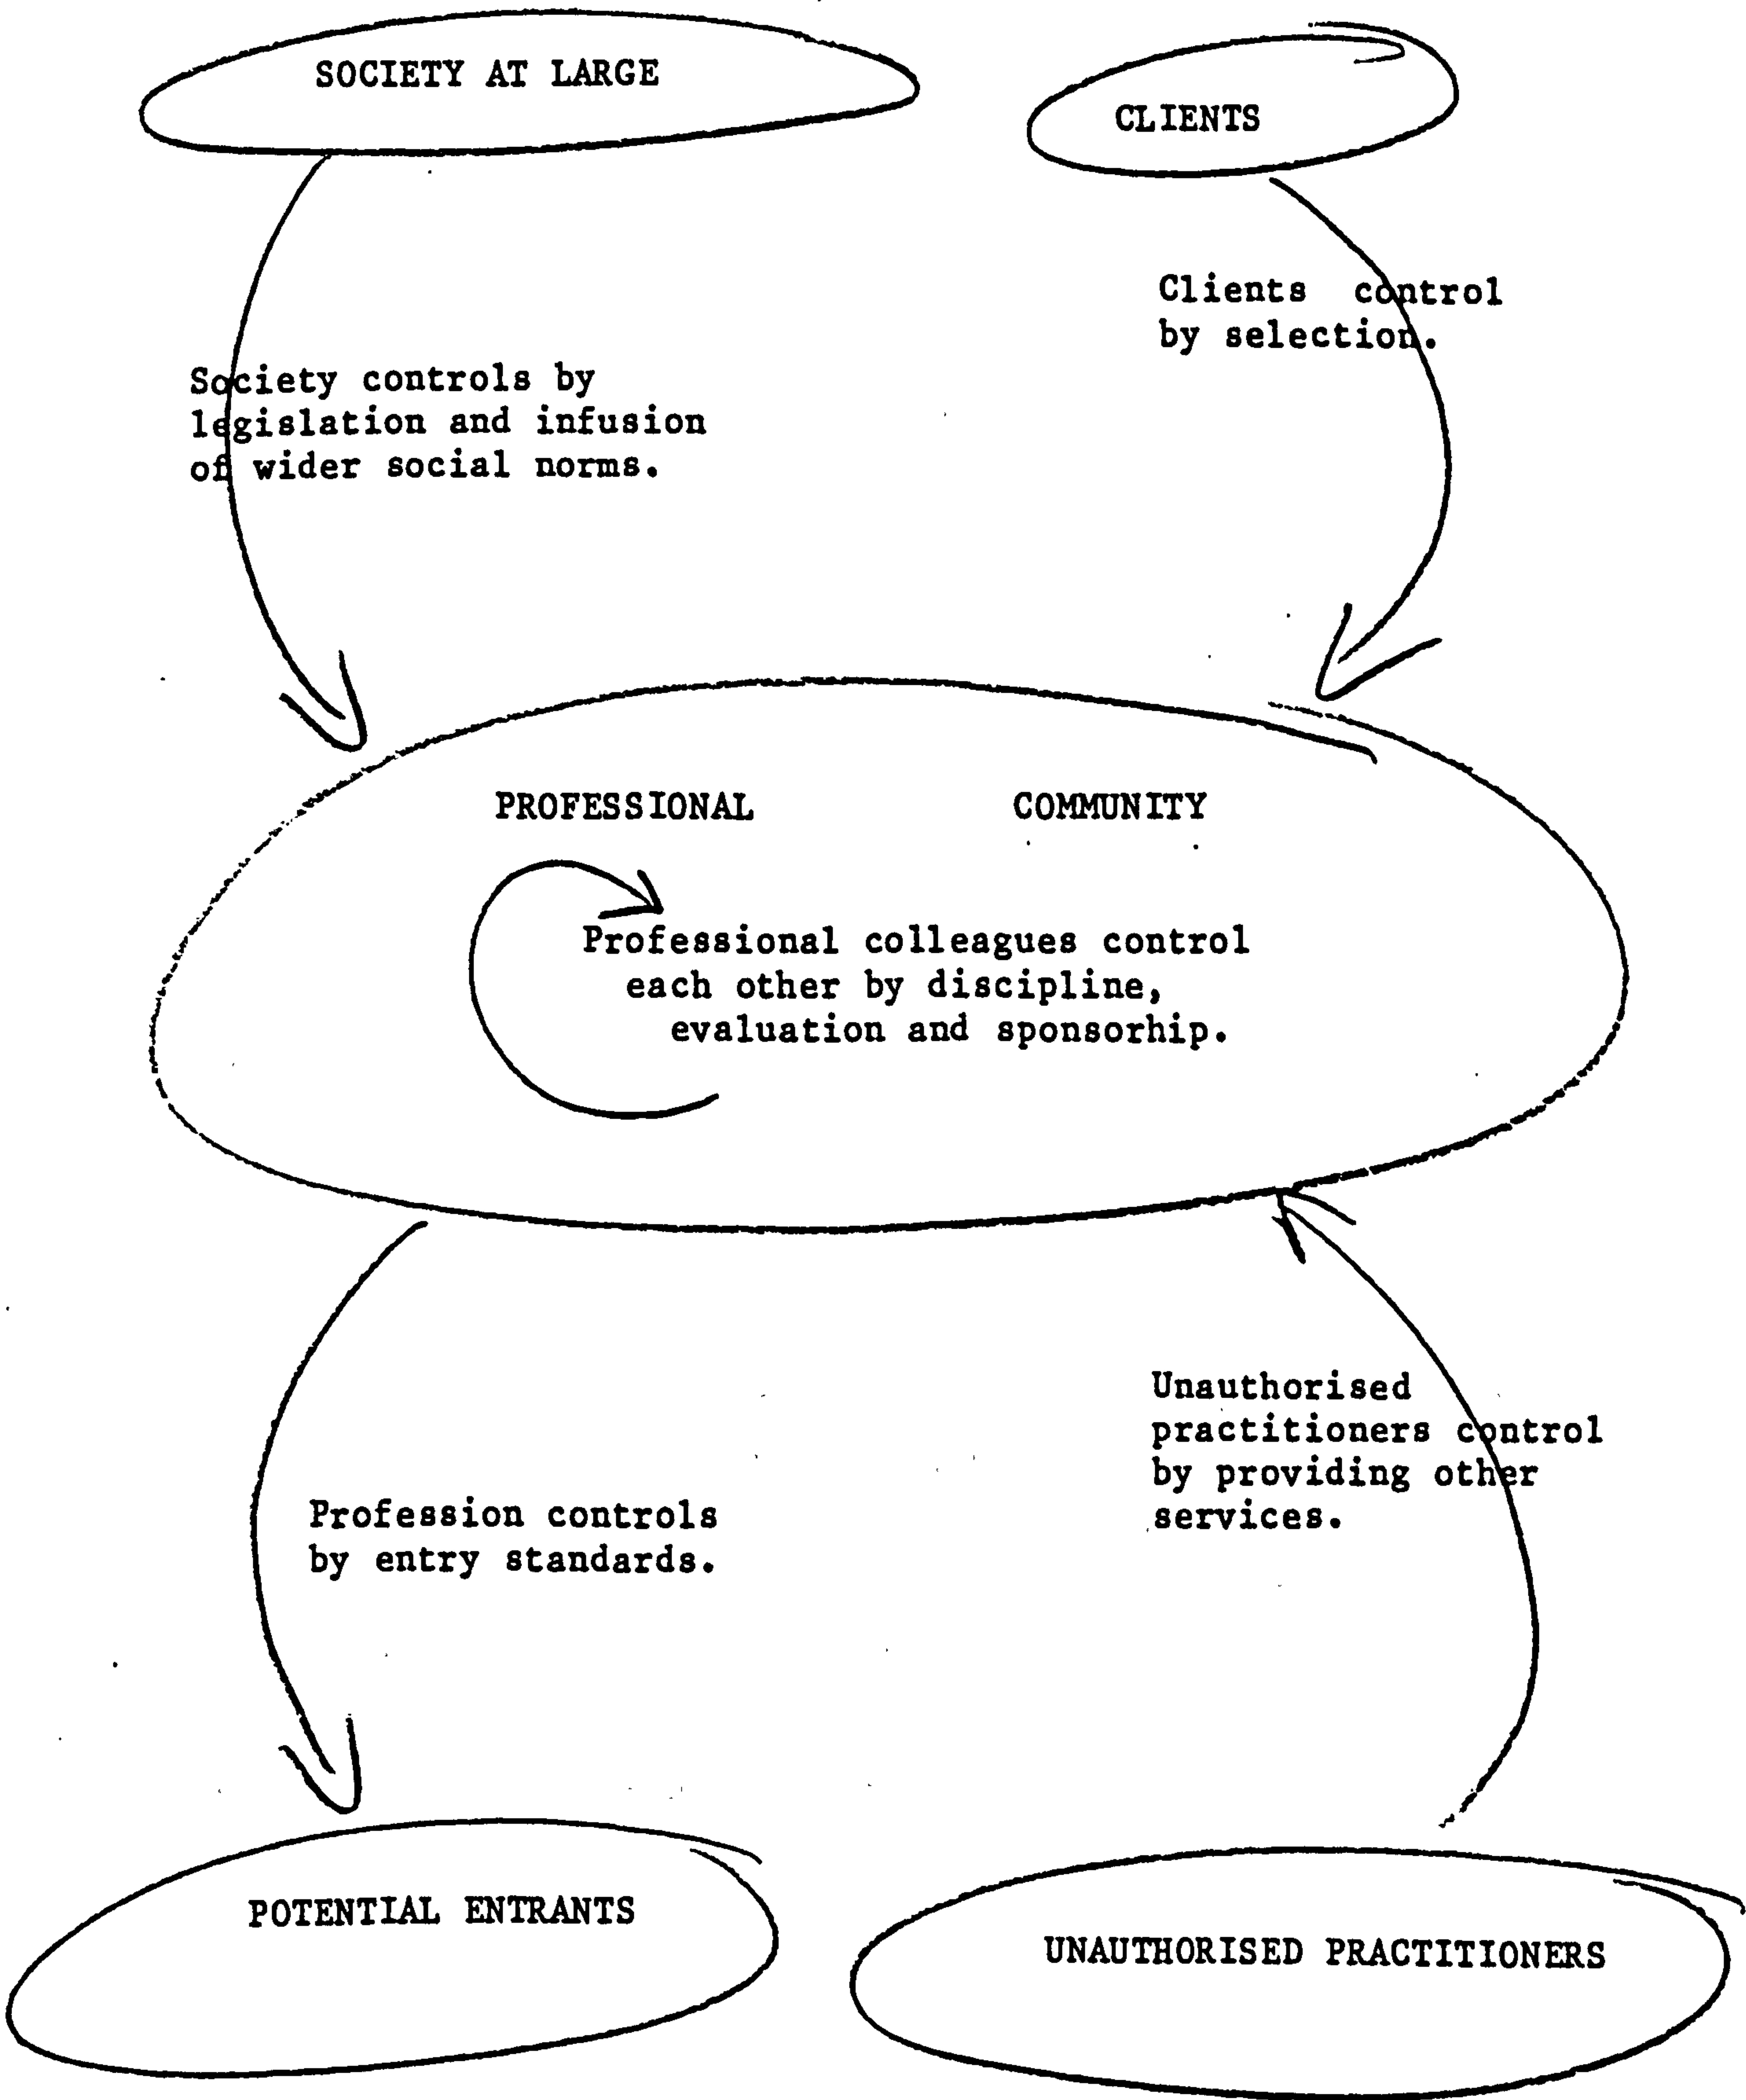 SOCIETY AT LARGE
CLIENTS
Clients control
by selection.
Society controls by
legislation and infusion
of wider social norms.
PROFESSIONAL COMMUNITY
Professional colleagues control
each other by discipline,
evaluation and sponsorhip.
Unauthorised
practitioners control
by providing other
services.
Profession controls
by entry standards.
POTENTIAL ENTRANTS
UNAUTHORISED PRACTITIONERS